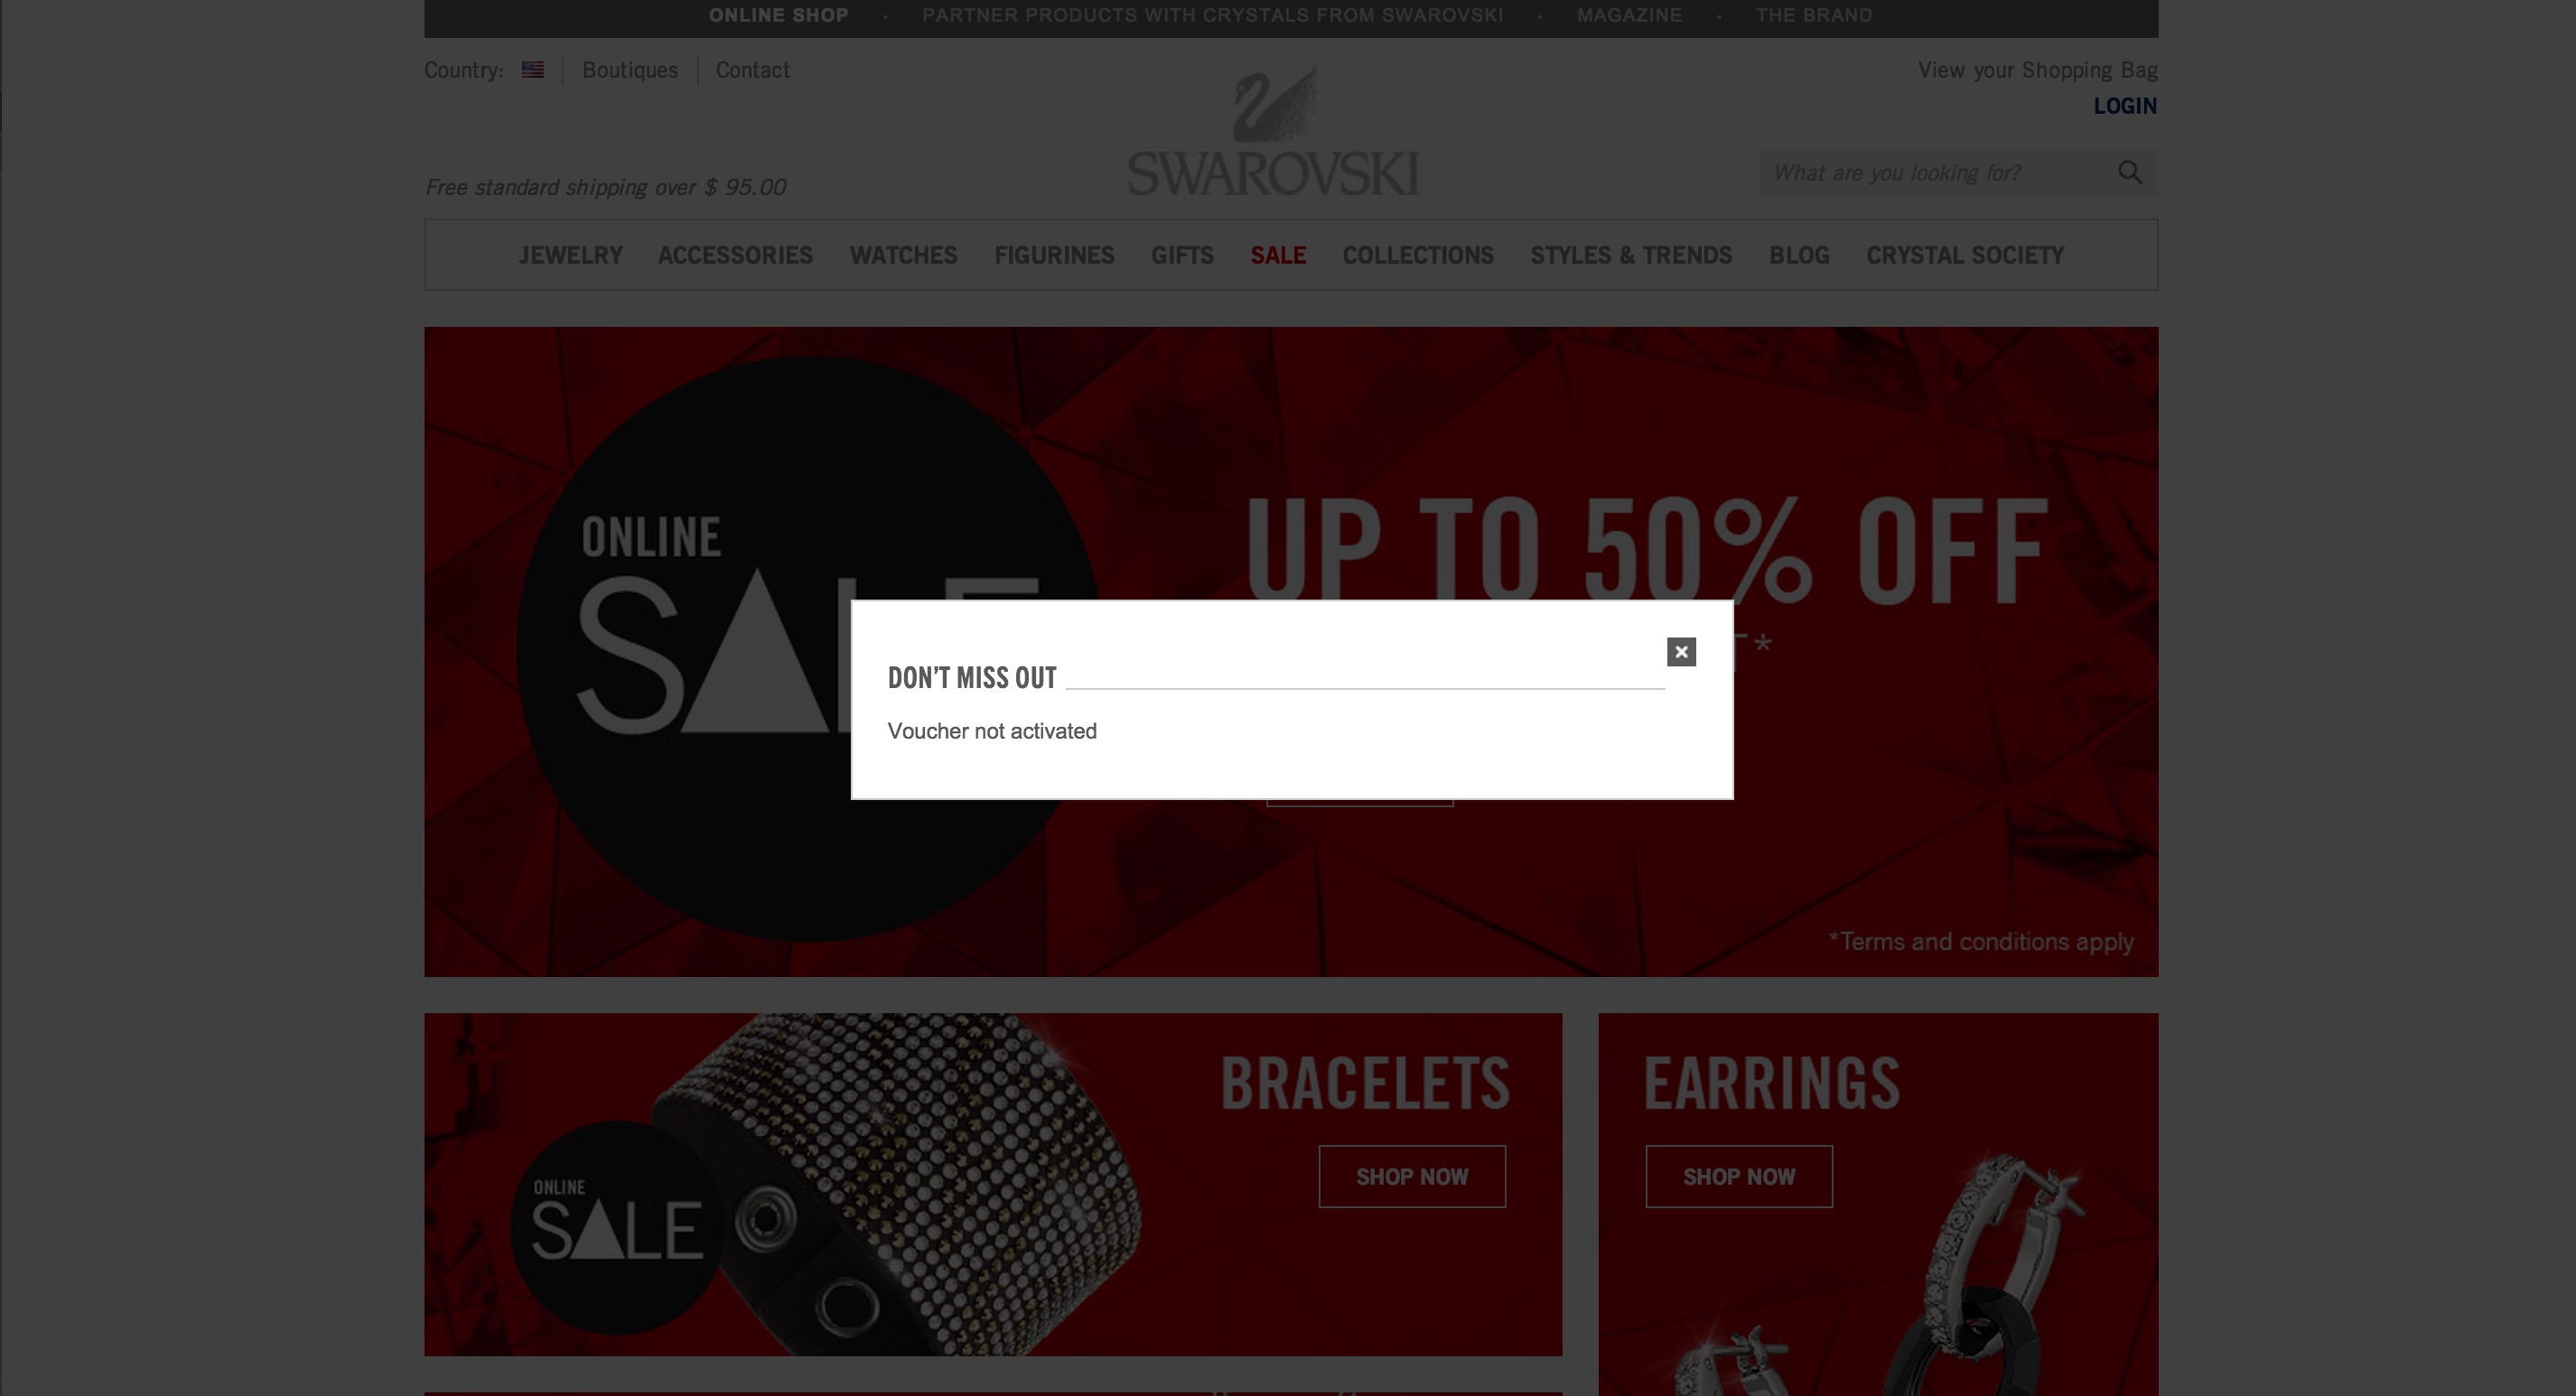 ONLINE SHOP · PARTNER PRODUCTS WITH CRYSTALS FROM SWAROVSKI · MAGAZINE · THE BRAND
Country: Boutiques Contact
View your Shopping Bag
LOGIN
SWAROVSKI
What are you looking for?
Free standard shipping over $ 95.00
JEWELRY ACCESSORIES WATCHES FIGURINES GIFTS SALE COLLECTIONS STYLES & TRENDS BLOG CRYSTAL SOCIETY
ONLINE
SALE
UP TO 50% OFF
DON'T MISS OUT
Voucher not activated
*Terms and conditions apply
BRACELETS
SHOP NOW
ONLINE
SALE
EARRINGS
SHOP NOW